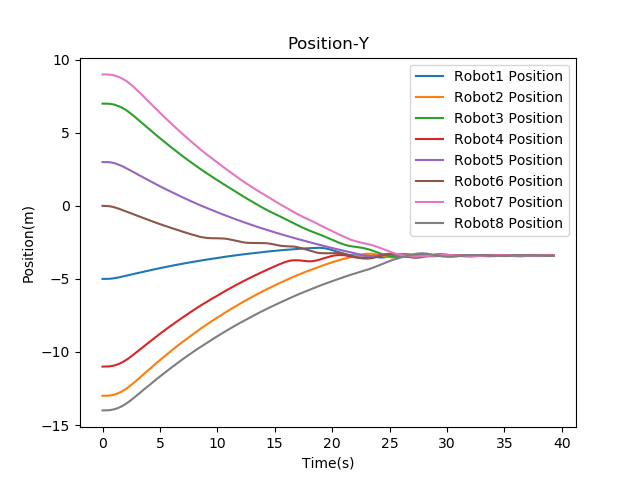 Position-Y
Position(m)
10
5
0
−5
−10
−15
Robot1 Position
Robot2 Position
Robot3 Position
Robot4 Position
Robot5 Position
Robot6 Position
Robot7 Position
Robot8 Position
0 5 10 15 20 25 30 35 40
Time(s)